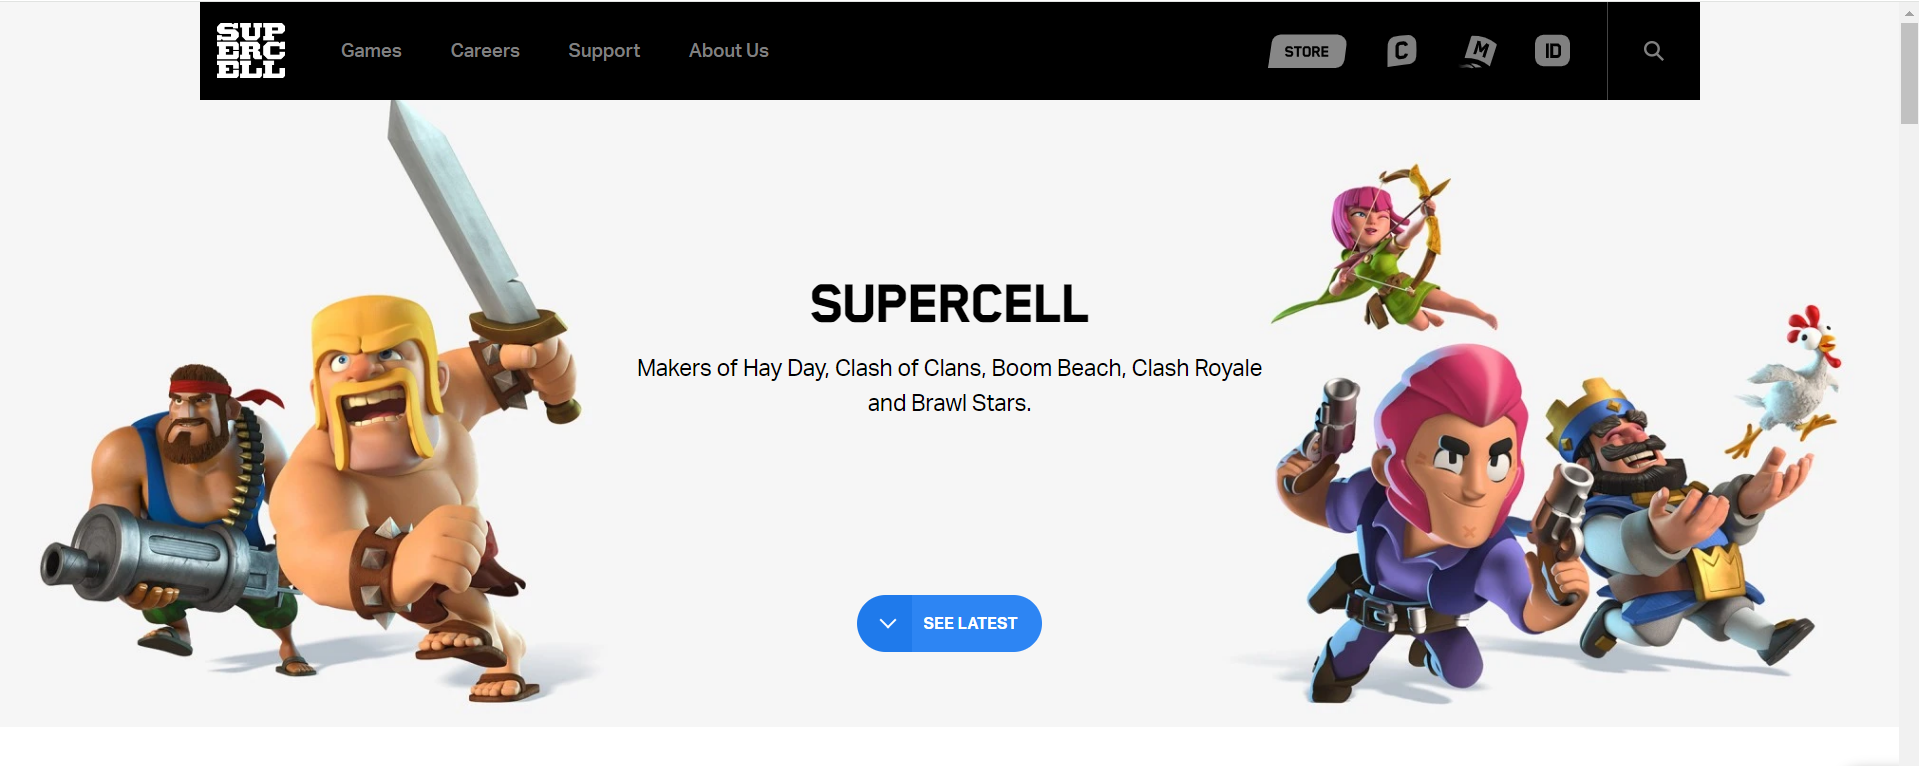 SUP
ERC
ELL
Games Careers Support About Us STORE C M ID
SUPERCELL
Makers of Hay Day, Clash of Clans, Boom Beach, Clash Royale
and Brawl Stars.
SEE LATEST